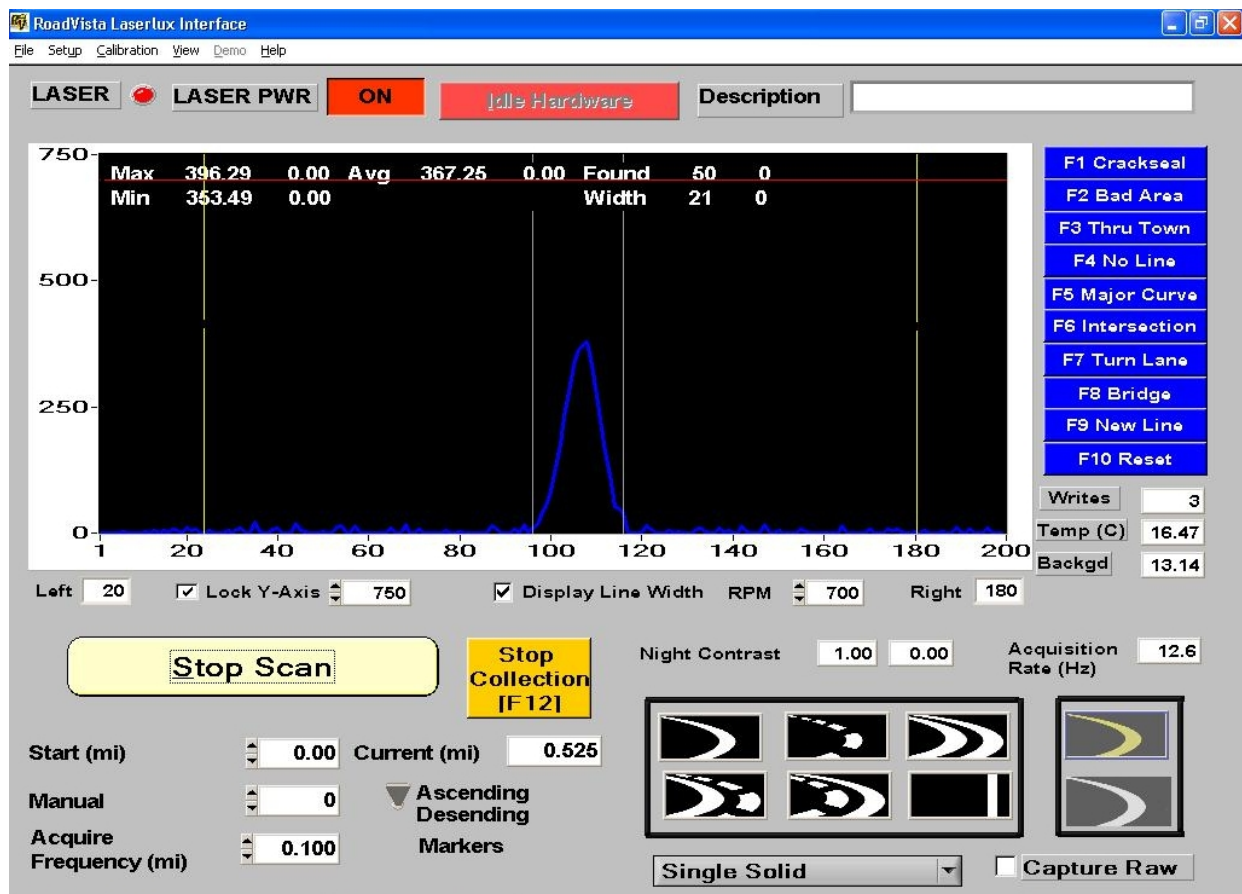 RoadVista Laserlux Interface
File Setup Calibration View Demo Help
LASER LASER PWR ON Idle Hardware Description
750
Max 396.29 0.00 Avg 367.25 0.00 Found 50 0
Min 353.49 0.00 Width 21 0
500
250
0
1 20 40 60 80 100 120 140 160 180 200
F1 Crackseal
F2 Bad Area
F3 Thru Town
F4 No Line
F5 Major Curve
F6 Intersection
F7 Turn Lane
F8 Bridge
F9 New Line
F10 Reset
Writes 3
Temp (C) 16.47
Backgd 13.14
Left 20 Lock Y-Axis 750 Display Line Width RPM 700 Right 180
Stop Scan
Stop
Collection
[F12]
Night Contrast 1.00 0.00
Acquisition
Rate (Hz)
12.6
Start (mi) 0.00 Current (mi) 0.525
Manual 0
Ascending
Desending
Acquire
Frequency (mi)
0.100
Markers
Single Solid
Capture Raw